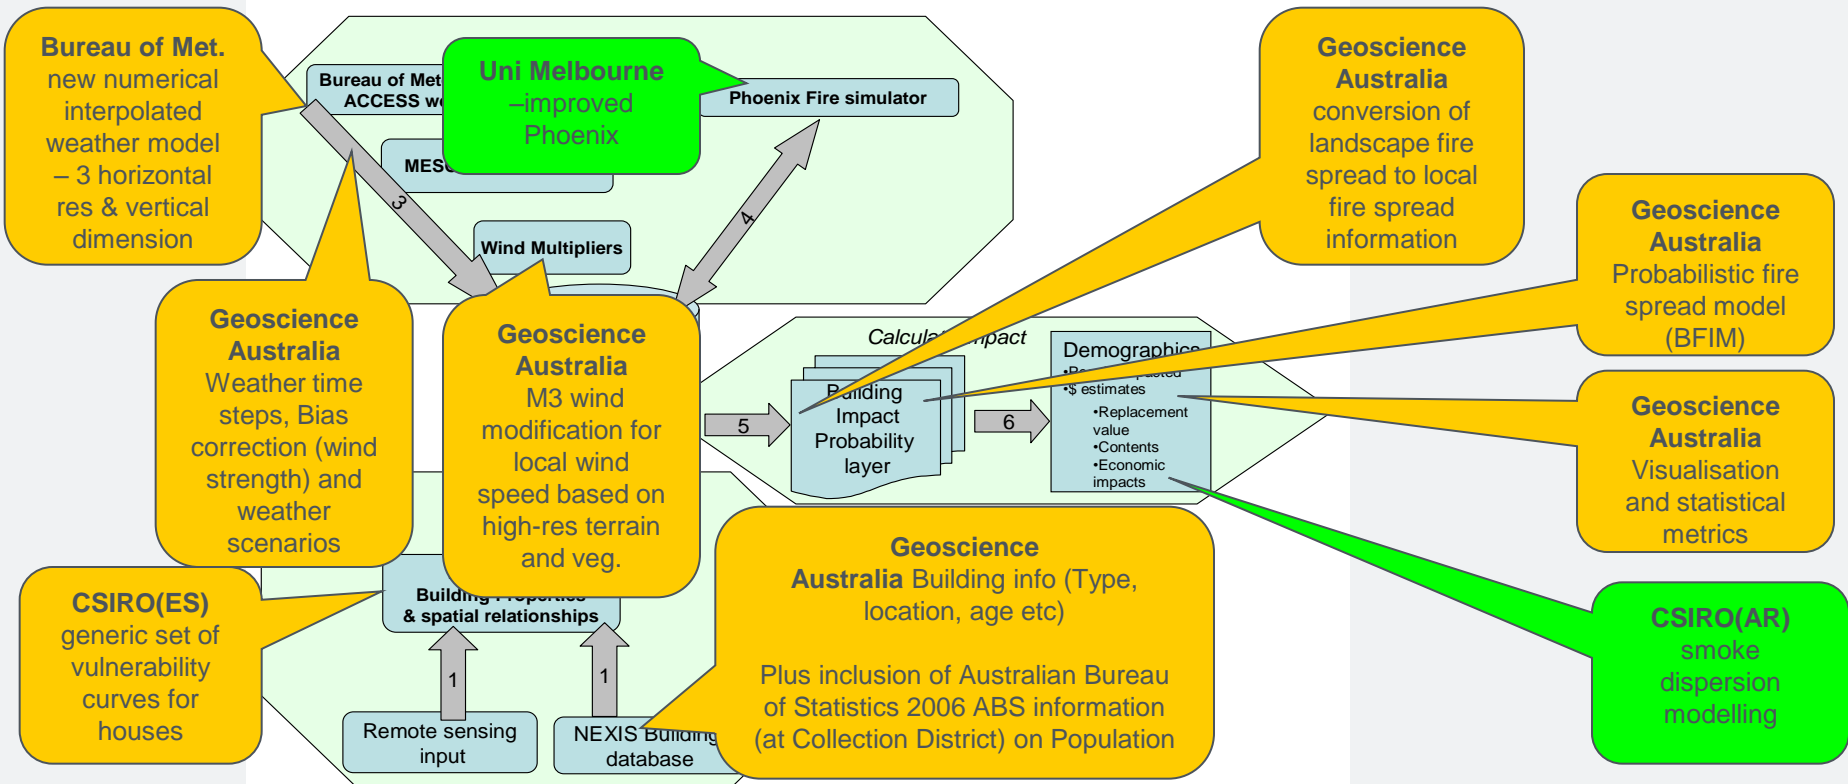 Bureau of Met.
new numerical
interpolated
weather model
– 3 horizontal
res & vertical
dimension
Bureau of Met
ACCESS
Uni Melbourne
–improved
Phoenix
Phoenix Fire simulator
3
4
Wind Multipliers
Geoscience
Australia
conversion of
landscape fire
spread to local
fire spread
information
Geoscience
Australia
Probabilistic fire
spread model
(BFIM)
Geoscience
Australia
Weather time
steps, Bias
correction (wind
strength) and
weather
scenarios
Geoscience
Australia
M3 wind
modification for
local wind
speed based on
high-res terrain
and veg.
5
Building
Impact
Probability
layer
6
Demographics
•$ estimates
•Replacement
value
•Contents
•Economic
impacts
Geoscience
Australia
Visualisation
and statistical
metrics
CSIRO(ES)
generic set of
vulnerability
curves for
houses
Building Properties
& spatial relationships
1
1
Remote sensing
input
NEXIS Building
database
Geoscience
Australia Building info (Type,
location, age etc)
Plus inclusion of Australian Bureau
of Statistics 2006 ABS information
(at Collection District) on Population
CSIRO(AR)
smoke
dispersion
modelling